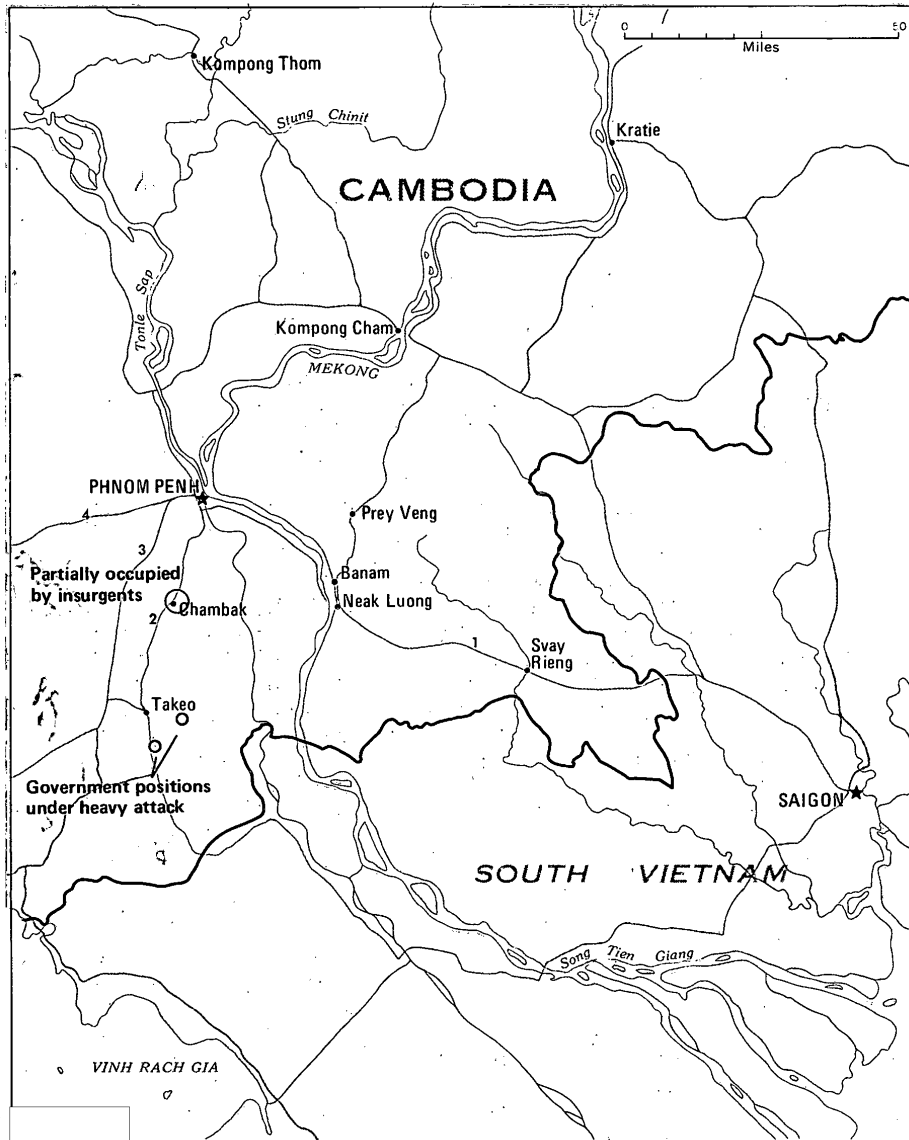 0 50
Miles
Kompong Thom
Stung Chinit
Kratie
CAMBODIA
Tonle Sap
Kompong Cham
MEKONG
PHNOM PENH
4
Prey Veng
3
Partially occupied
by insurgents
Banam
Chambak
Neak Luong
2
1
Svay
Rieng
Takeo
Government positions
under heavy attack
SAIGON
SOUTH VIETNAM
Song Tien Giang
VINH RACH GIA